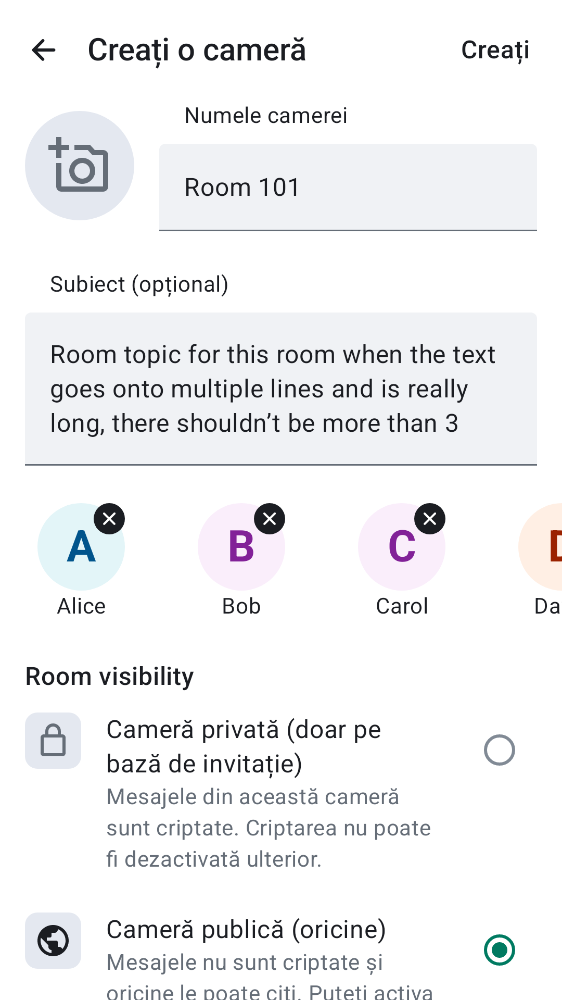 Creați o cameră
Creați
Numele camerei
Room 101
Subiect (opțional)
Room topic for this room when the text
goes onto multiple lines and is really
long, there shouldn’t be more than 3
A
B
C
Alice
Bob
Carol
Da
Room visibility
Cameră privată (doar pe
bază de invitație)
Mesajele din această cameră
sunt criptate. Criptarea nu poate
fi dezactivată ulterior.
Cameră publică (oricine)
Mesajele nu sunt criptate și
oricine le poate citi. Puteți activa